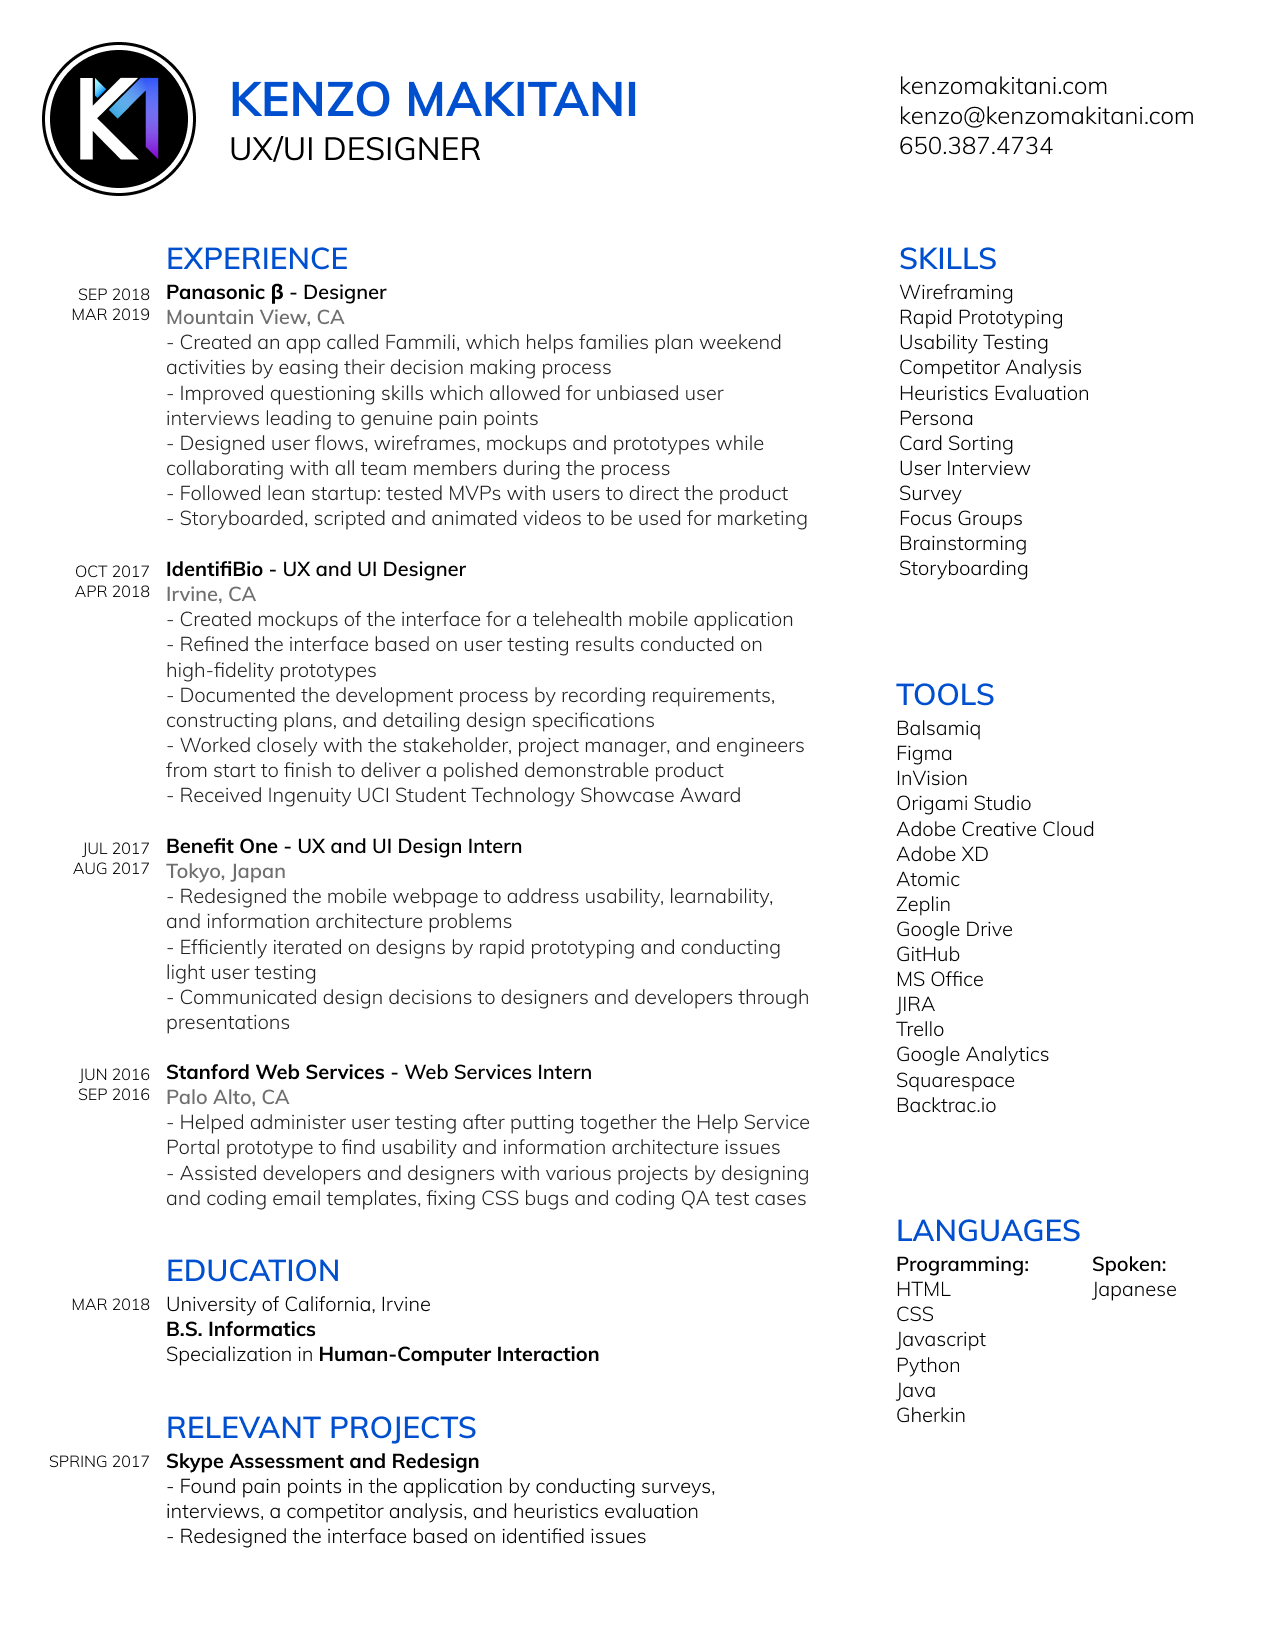 KENZO MAKITANI
UX/UI DESIGNER
kenzomakitani.com
kenzo@kenzomakitani.com
650.387.4734
EXPERIENCE
SEP 2018
MAR 2019
Panasonic β - Designer
Mountain View, CA
- Created an app called Fammili, which helps families plan weekend
activities by easing their decision making process
- Improved questioning skills which allowed for unbiased user
interviews leading to genuine pain points
- Designed user flows, wireframes, mockups and prototypes while
collaborating with all team members during the process
- Followed lean startup: tested MVPs with users to direct the product
- Storyboarded, scripted and animated videos to be used for marketing
OCT 2017
APR 2018
IdentifiBio - UX and UI Designer
Irvine, CA
- Created mockups of the interface for a telehealth mobile application
- Refined the interface based on user testing results conducted on
high-fidelity prototypes
- Documented the development process by recording requirements,
constructing plans, and detailing design specifications
- Worked closely with the stakeholder, project manager, and engineers
from start to finish to deliver a polished demonstrable product
- Received Ingenuity UCI Student Technology Showcase Award
JUL 2017
AUG 2017
Benefit One - UX and UI Design Intern
Tokyo, Japan
- Redesigned the mobile webpage to address usability, learnability,
and information architecture problems
- Efficiently iterated on designs by rapid prototyping and conducting
light user testing
- Communicated design decisions to designers and developers through
presentations
JUN 2016
SEP 2016
Stanford Web Services - Web Services Intern
Palo Alto, CA
- Helped administer user testing after putting together the Help Service
Portal prototype to find usability and information architecture issues
- Assisted developers and designers with various projects by designing
and coding email templates, fixing CSS bugs and coding QA test cases
EDUCATION
MAR 2018
University of California, Irvine
B.S. Informatics
Specialization in Human-Computer Interaction
RELEVANT PROJECTS
SPRING 2017
Skype Assessment and Redesign
- Found pain points in the application by conducting surveys,
interviews, a competitor analysis, and heuristics evaluation
- Redesigned the interface based on identified issues
SKILLS
Wireframing
Rapid Prototyping
Usability Testing
Competitor Analysis
Heuristics Evaluation
Persona
Card Sorting
User Interview
Survey
Focus Groups
Brainstorming
Storyboarding
TOOLS
Balsamiq
Figma
InVision
Origami Studio
Adobe Creative Cloud
Adobe XD
Atomic
Zeplin
Google Drive
GitHub
MS Office
JIRA
Trello
Google Analytics
Squarespace
Backtrac.io
LANGUAGES
Programming:
HTML
CSS
Javascript
Python
Java
Gherkin
Spoken:
Japanese